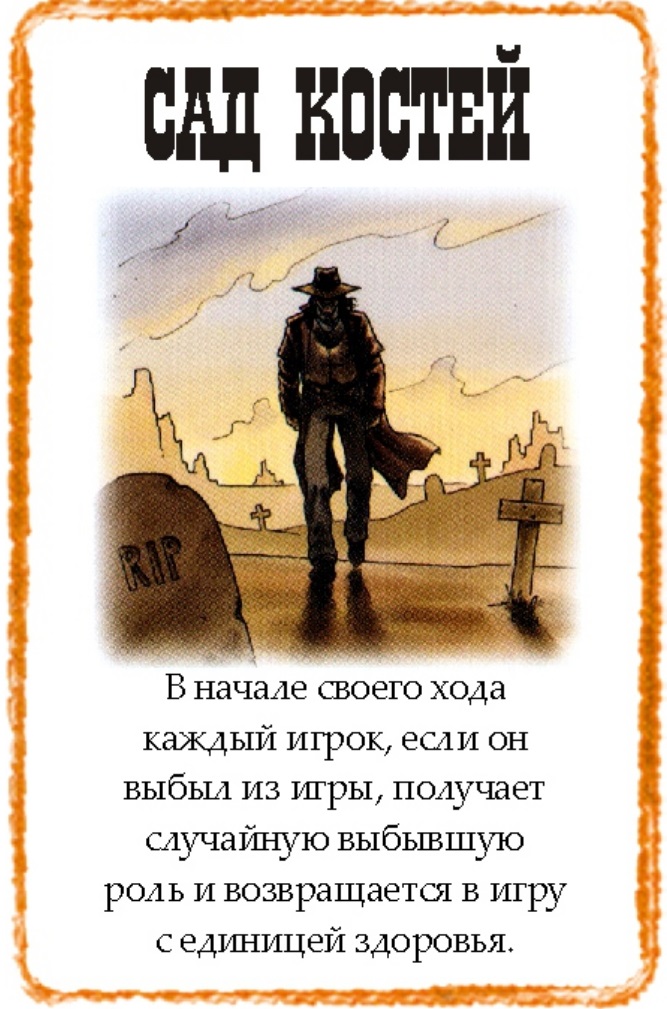 САД КОСТЕЙ
RIP
В начале своего хода
каждый игрок, если он
выбыл из игры, получает
случайную выбывшую
роль и возвращается в игру
с единицей здоровья.